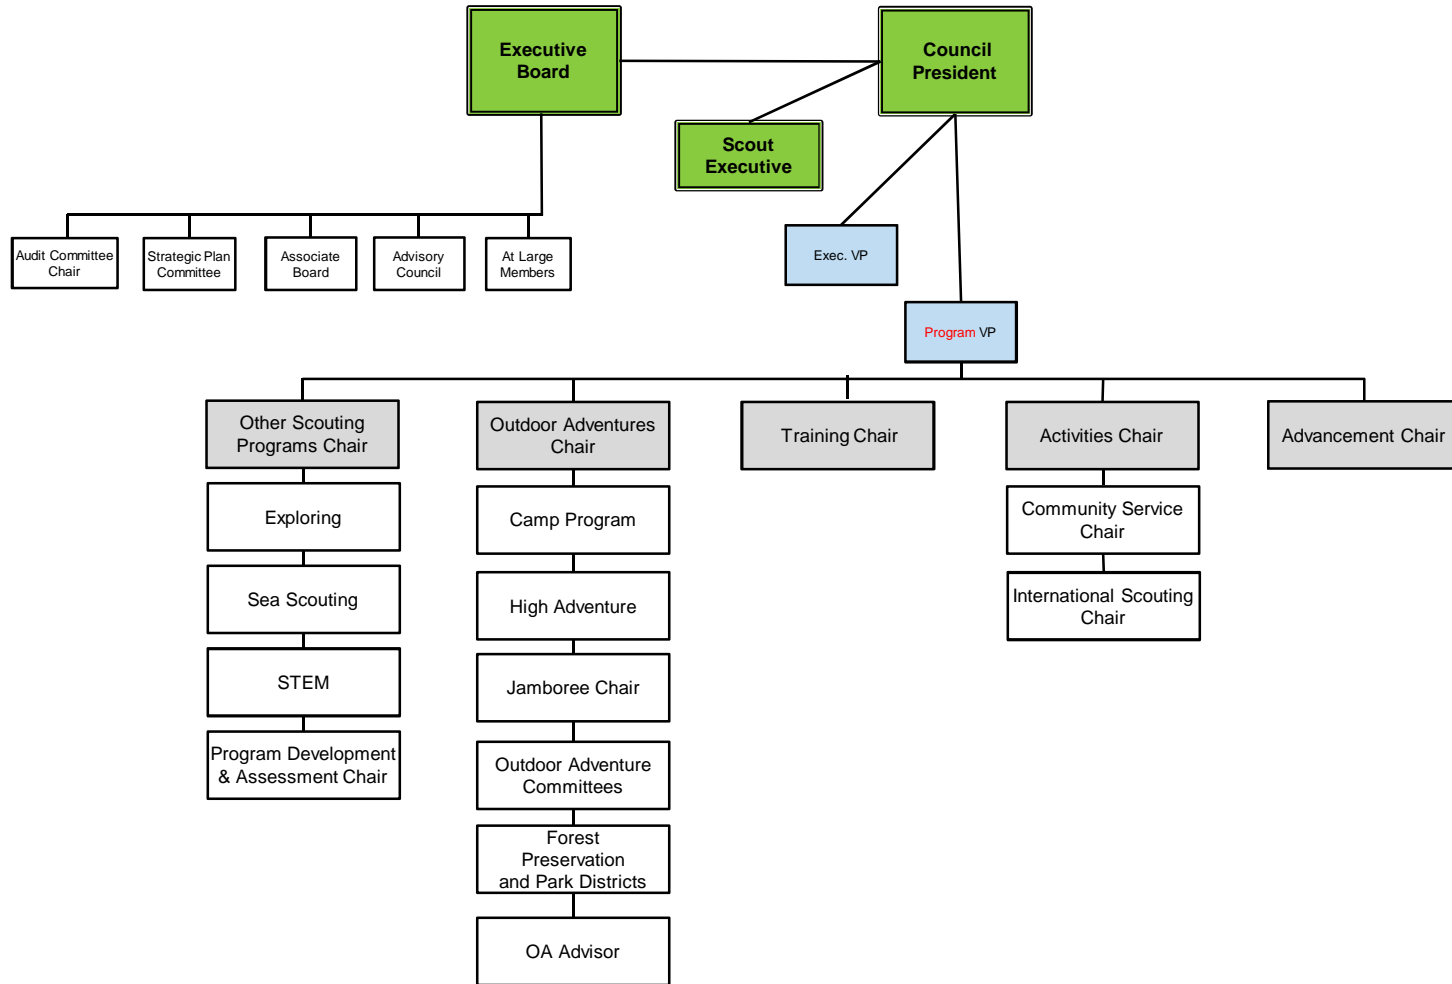 Executive
Board
Council
President
Scout
Executive
Audit Committee
Chair
Strategic Plan
Committee
Associate
Board
Advisory
Council
At Large
Members
Exec. VP
Program VP
Other Scouting
Programs Chair
Outdoor Adventures
Chair
Training Chair
Activities Chair
Advancement Chair
Exploring
Sea Scouting
STEM
Program Development
& Assessment Chair
Camp Program
High Adventure
Jamboree Chair
Outdoor Adventure
Committees
Forest
Preservation
and Park Districts
OA Advisor
Community Service
Chair
International Scouting
Chair